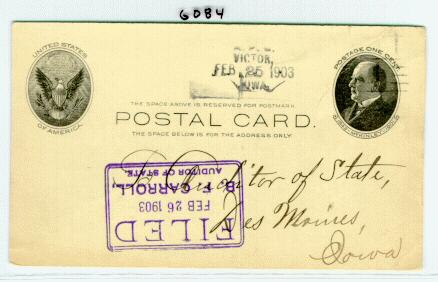 6084
UNITED STATES
OF AMERICA
VICTOR,
FEB 25 1903
IOWA.
POSTAGE ONE CENT
THE SPACE ABOVE IS RESERVED FOR POSTMARK.
POSTAL CARD.
THE SPACE BELOW IS FOR THE ADDRESS ONLY.
Auditor of State,
Des Moines,
Iowa
FILED
FEB 26 1903
B. F. CARROLL,
AUDITOR OF STATE.